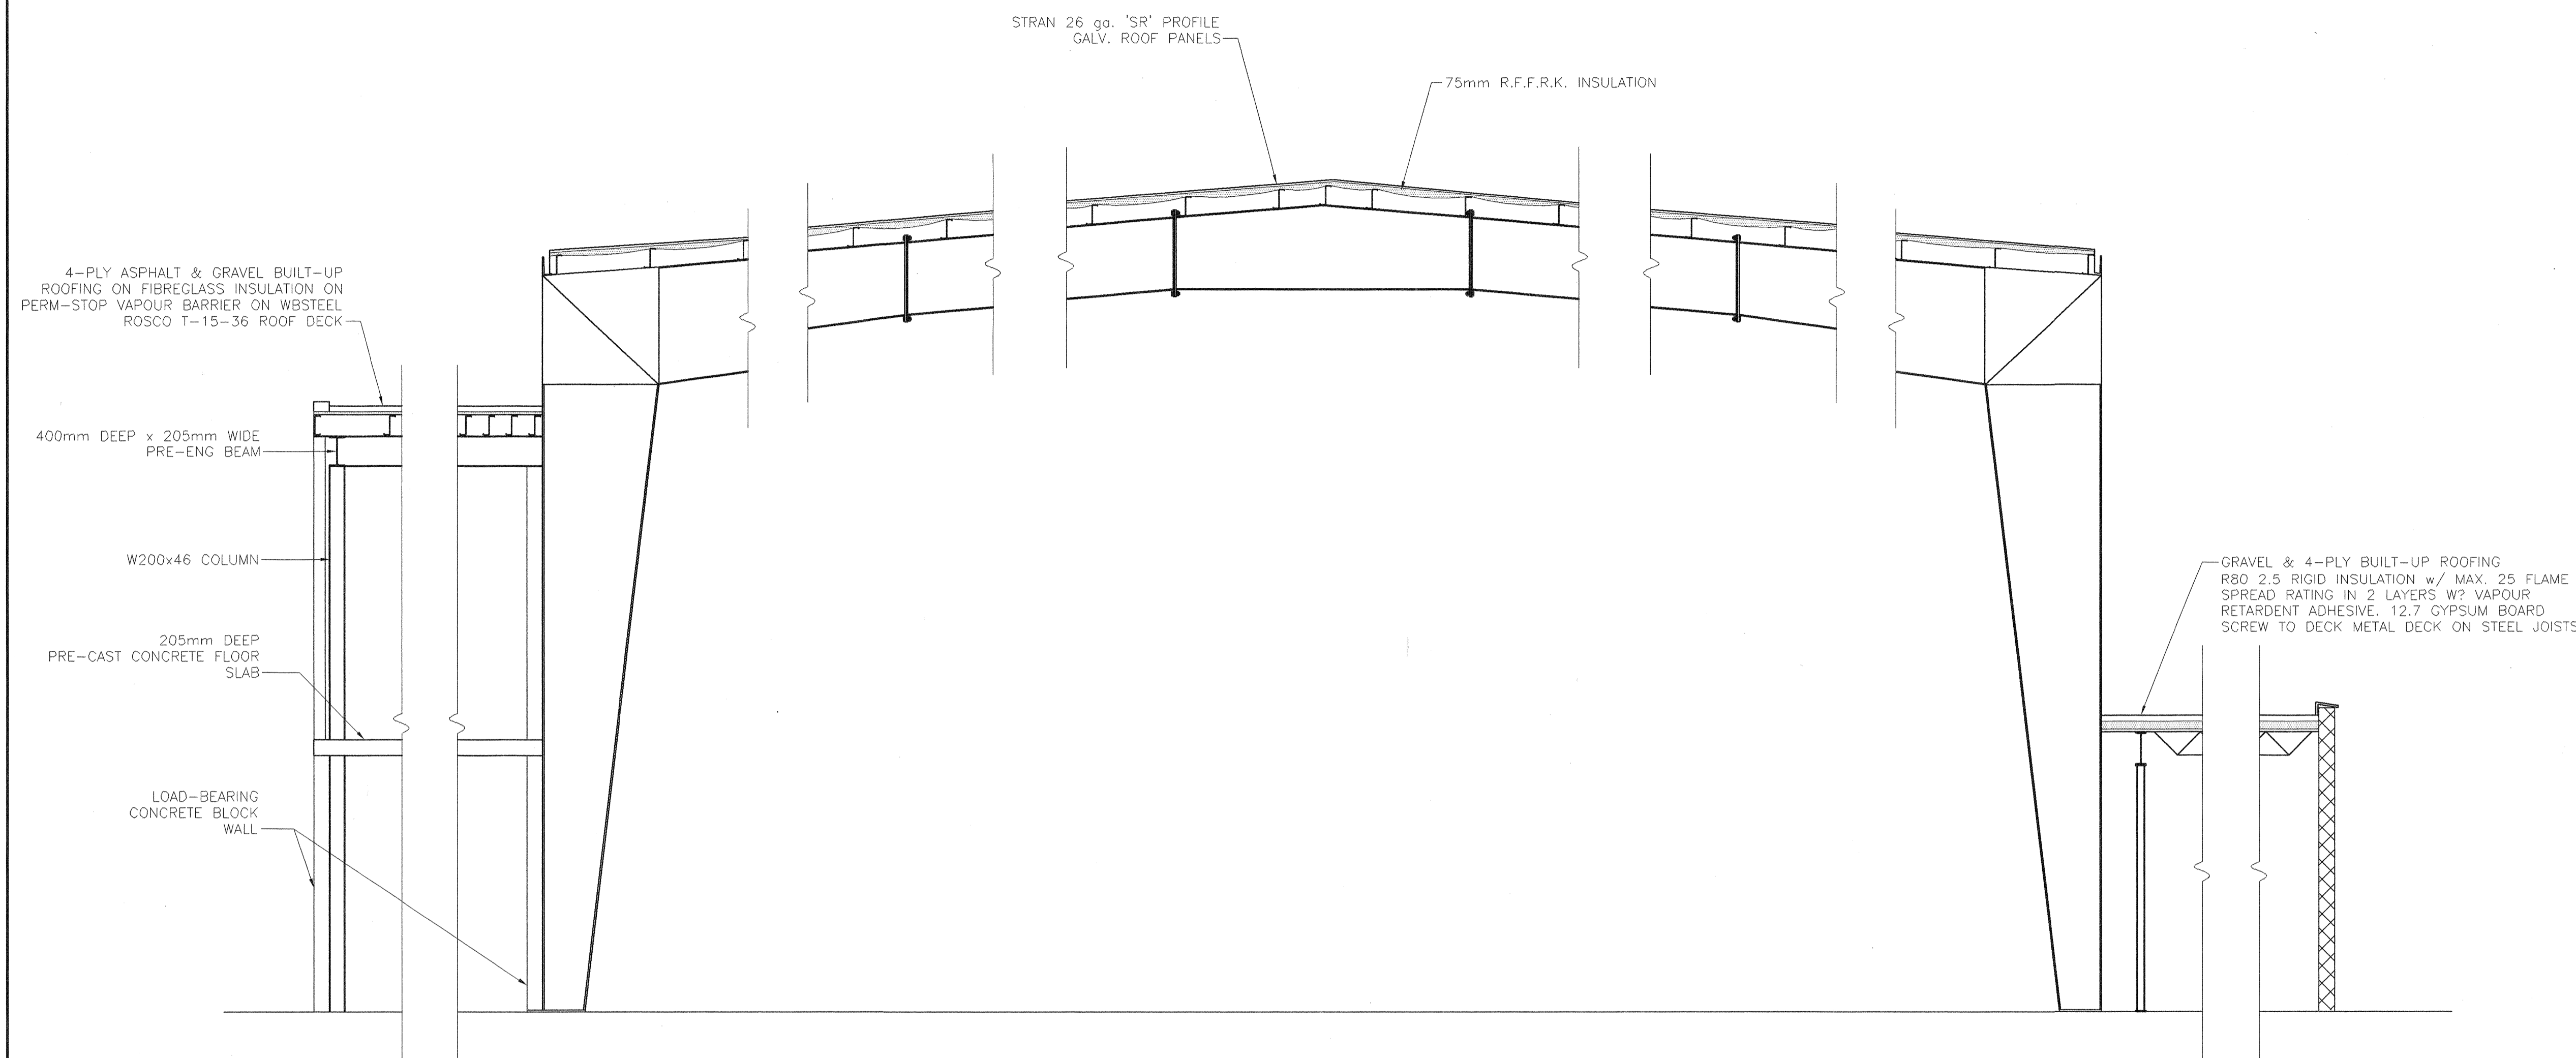 STRAN 26 ga. 'SR' PROFILE
GALV. ROOF PANELS
75mm R.F.F.R.K. INSULATION
4-PLY ASPHALT & GRAVEL BUILT-UP
ROOFING ON FIBREGLASS INSULATION ON
PERM-STOP VAPOUR BARRIER ON WBSTEEL
ROSCO T-15-36 ROOF DECK
400mm DEEP x 205mm WIDE
PRE-ENG BEAM
W200x46 COLUMN
205mm DEEP
PRE-CAST CONCRETE FLOOR
SLAB
LOAD-BEARING
CONCRETE BLOCK
WALL
GRAVEL & 4-PLY BUILT-UP ROOFING
R80 2.5 RIGID INSULATION w/ MAX. 25 FLAME
SPREAD RATING IN 2 LAYERS W? VAPOUR
RETARDENT ADHESIVE. 12.7 GYPSUM BOARD
SCREW TO DECK METAL DECK ON STEEL JOISTS